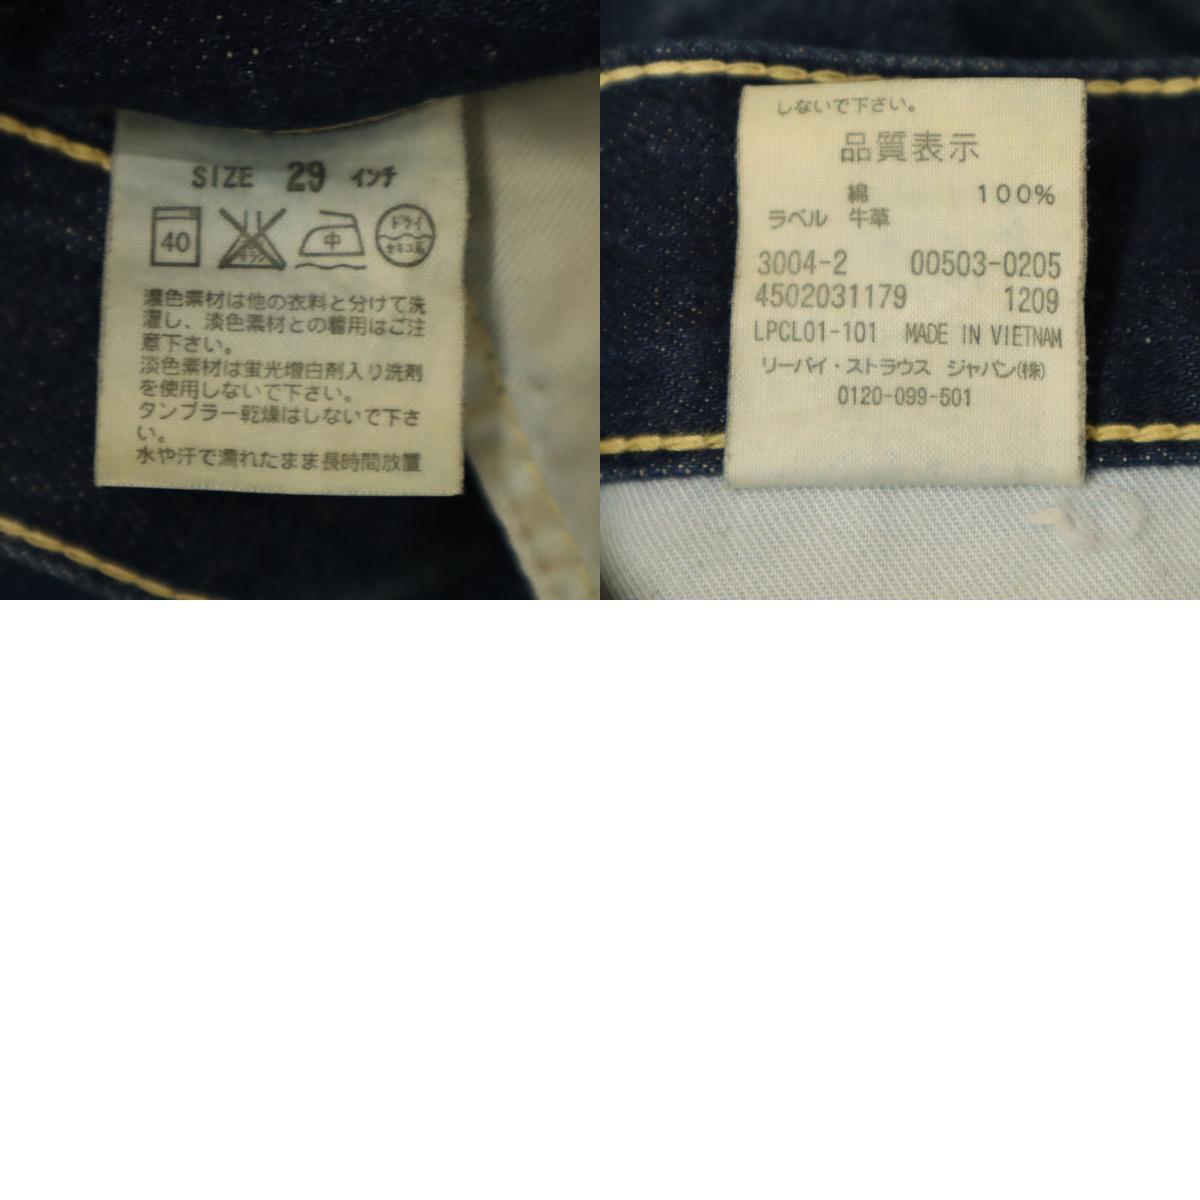 SIZE 29 インチ
40 中 ドライ
濃色素材は他の衣料と分けて洗
濯し、淡色素材との着用はご注
意下さい。
淡色素材は蛍光増白剤入り洗剤
を使用しないで下さい。
タンブラー乾燥はしないで下さ
い。
水や汗で濡れたまま長時間放置
しないで下さい。
品質表示
綿 100%
ラベル 牛革
3004-2 00503-0205
4502031179 1209
LPCL01-101 MADE IN VIETNAM
リーバイ・ストラウス ジャパン(株)
0120-099-501